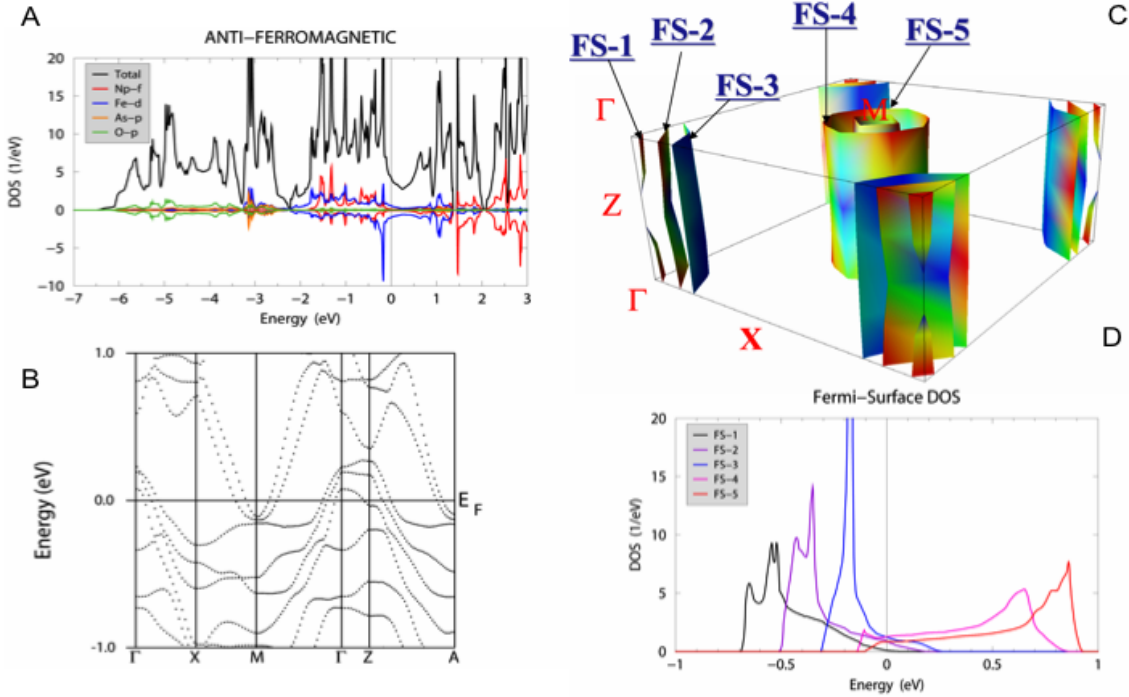 A
ANTI-FERROMAGNETIC
20
15
10
5
0
-5
-10
DOS (1/eV)
Total
Np-f
Fe-d
As-p
O-p
-7 -6 -5 -4 -3 -2 -1 0 1 2 3
Energy (eV)
B
1.0
0.0
-1.0
Energy (eV)
E F
Γ X M Γ Z A
C
FS-1
FS-2
FS-3
FS-4
FS-5
Γ
M
Z
Γ
X
D
Fermi-Surface DOS
20
15
10
5
0
DOS (1/eV)
FS-1
FS-2
FS-3
FS-4
FS-5
-1 -0.5 0 0.5 1
Energy (eV)